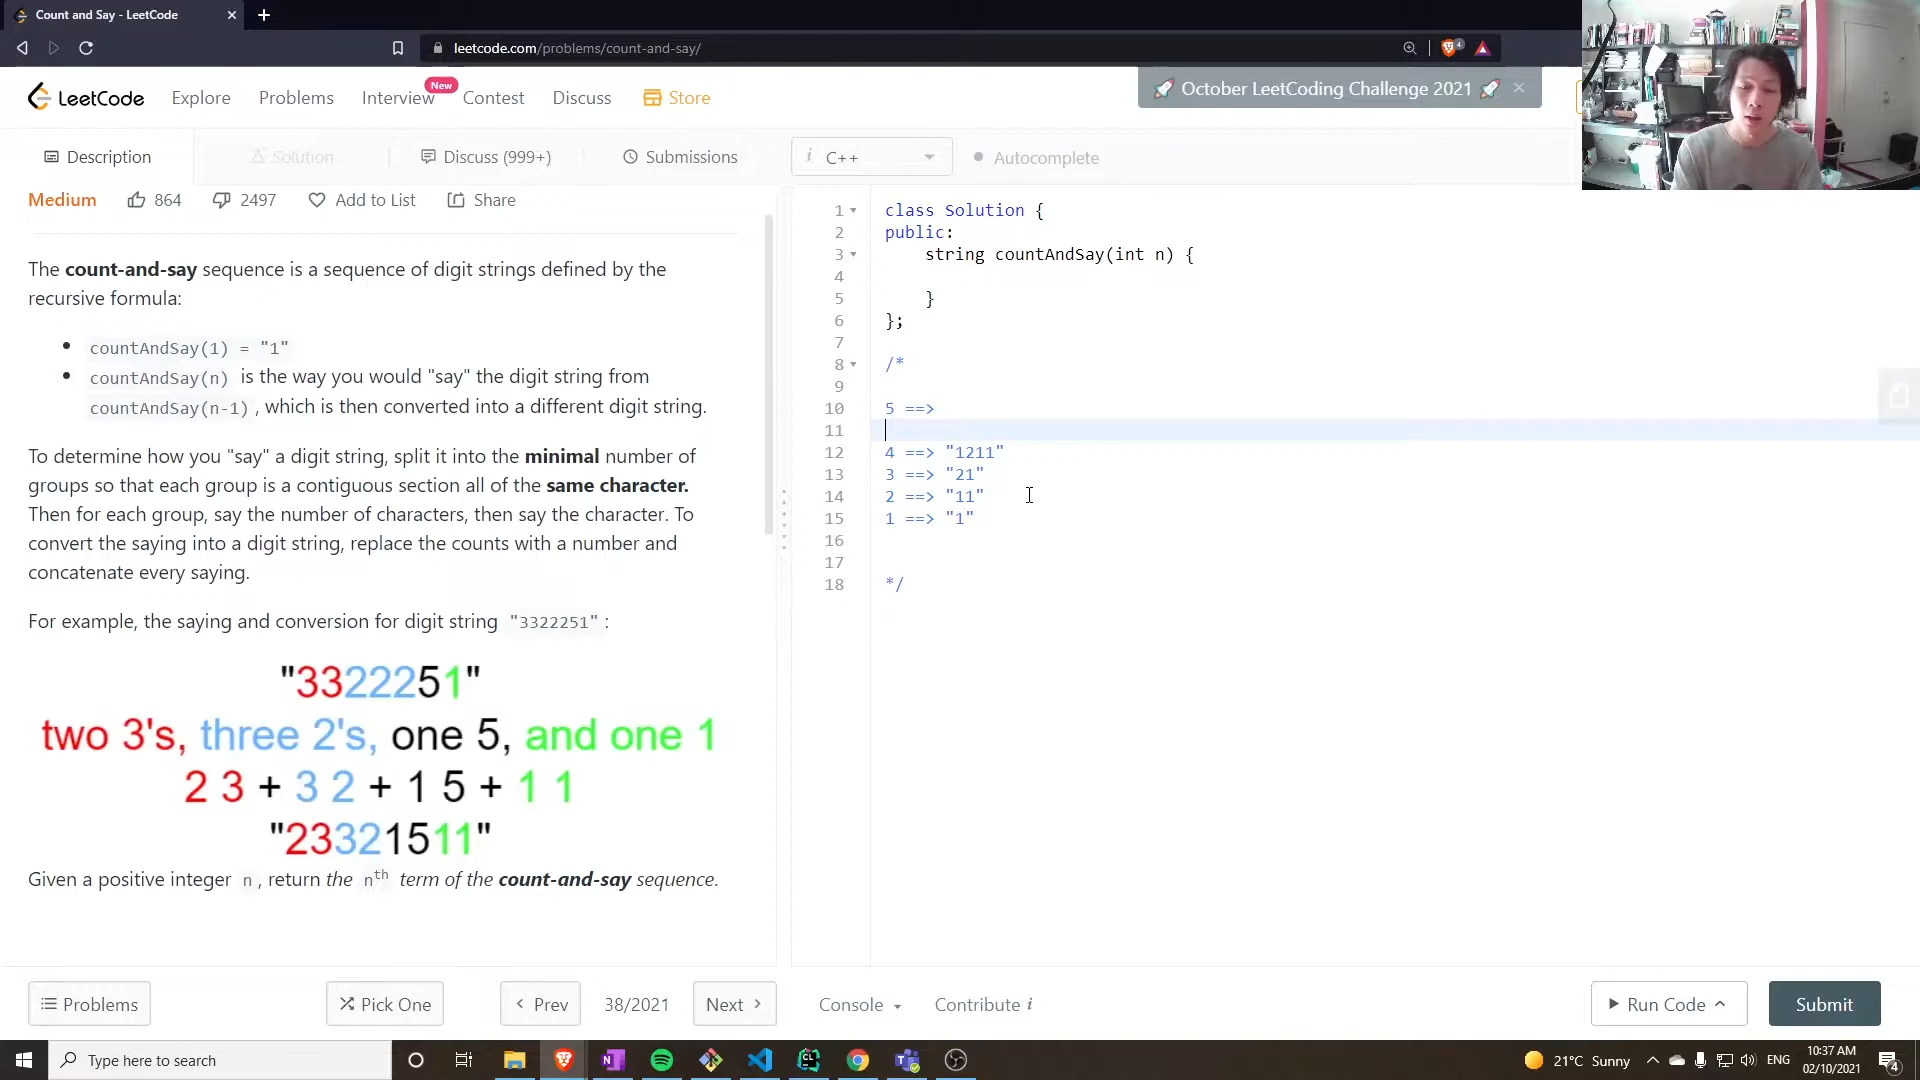 Count and Say - LeetCode
leetcode.com/problems/count-and-say/
4
LeetCode
Explore
Problems
Interview
New
Contest
Discuss
Store
🚀 October LeetCoding Challenge 2021 🚀
Description
Solution
Discuss (999+)
Submissions
i C++
Autocomplete
Medium
864
2497
Add to List
Share
The count-and-say sequence is a sequence of digit strings defined by the
recursive formula:
• countAndSay(1) = "1"
• countAndSay(n) is the way you would "say" the digit string from
countAndSay(n-1), which is then converted into a different digit string.
To determine how you "say" a digit string, split it into the minimal number of
groups so that each group is a contiguous section all of the same character.
Then for each group, say the number of characters, then say the character. To
convert the saying into a digit string, replace the counts with a number and
concatenate every saying.
For example, the saying and conversion for digit string "3322251":
"3322251"
two 3's, three 2's, one 5, and one 1
2 3 + 3 2 + 1 5 + 1 1
"23321511"
Given a positive integer n, return the nth term of the count-and-say sequence.
1 class Solution {
2 public:
3 string countAndSay(int n) {
4
5 }
6 };
7
8 /*
9
10 5 ==>
11
12 4 ==> "1211"
13 3 ==> "21"
14 2 ==> "11"
15 1 ==> "1"
16
17
18 */
Problems
Pick One
Prev
38/2021
Next
Console
Contribute i
Run Code
Submit
Type here to search
21°C Sunny
ENG
10:37 AM
02/10/2021
4